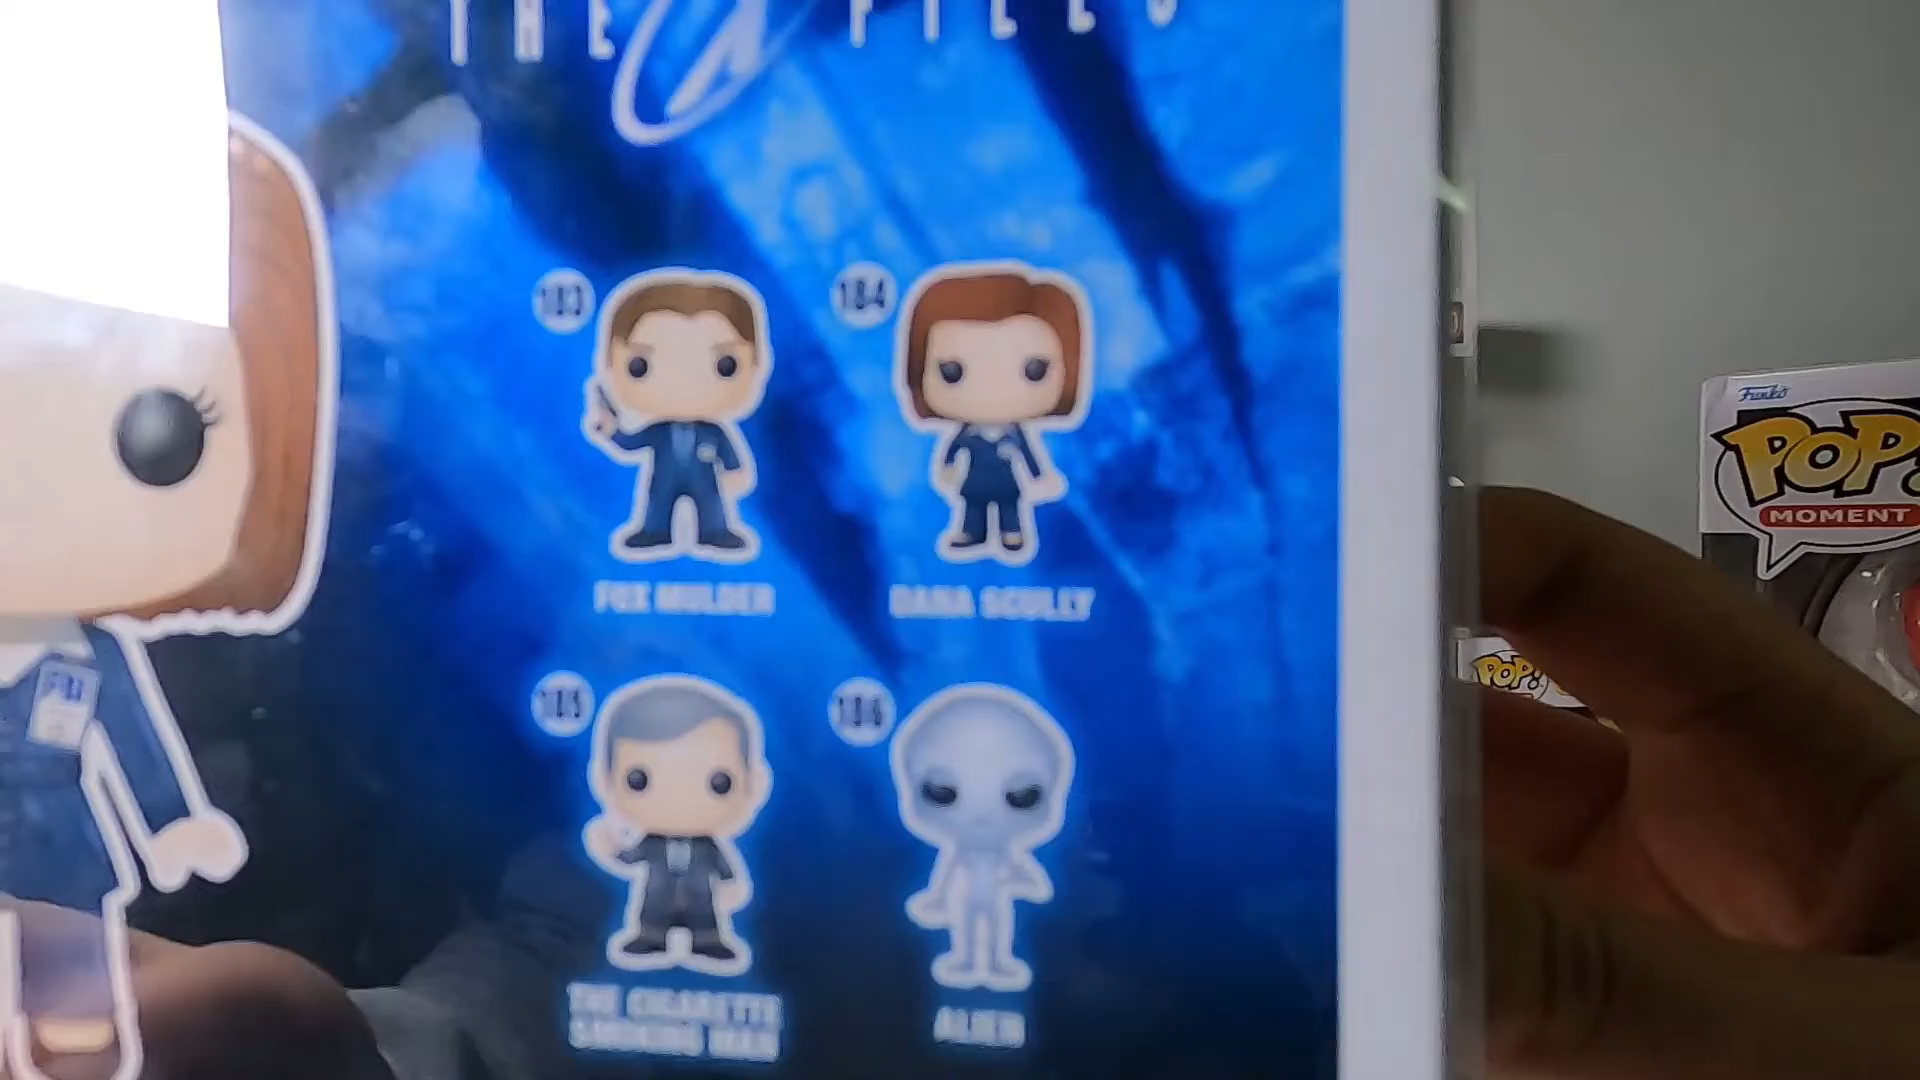 THE X FILES
183
184
FOX MULDER
DANA SCULLY
185
186
THE CIGARETTE
SMOKING MAN
ALIEN
FBI
Funko
POP!
MOMENT
POP!